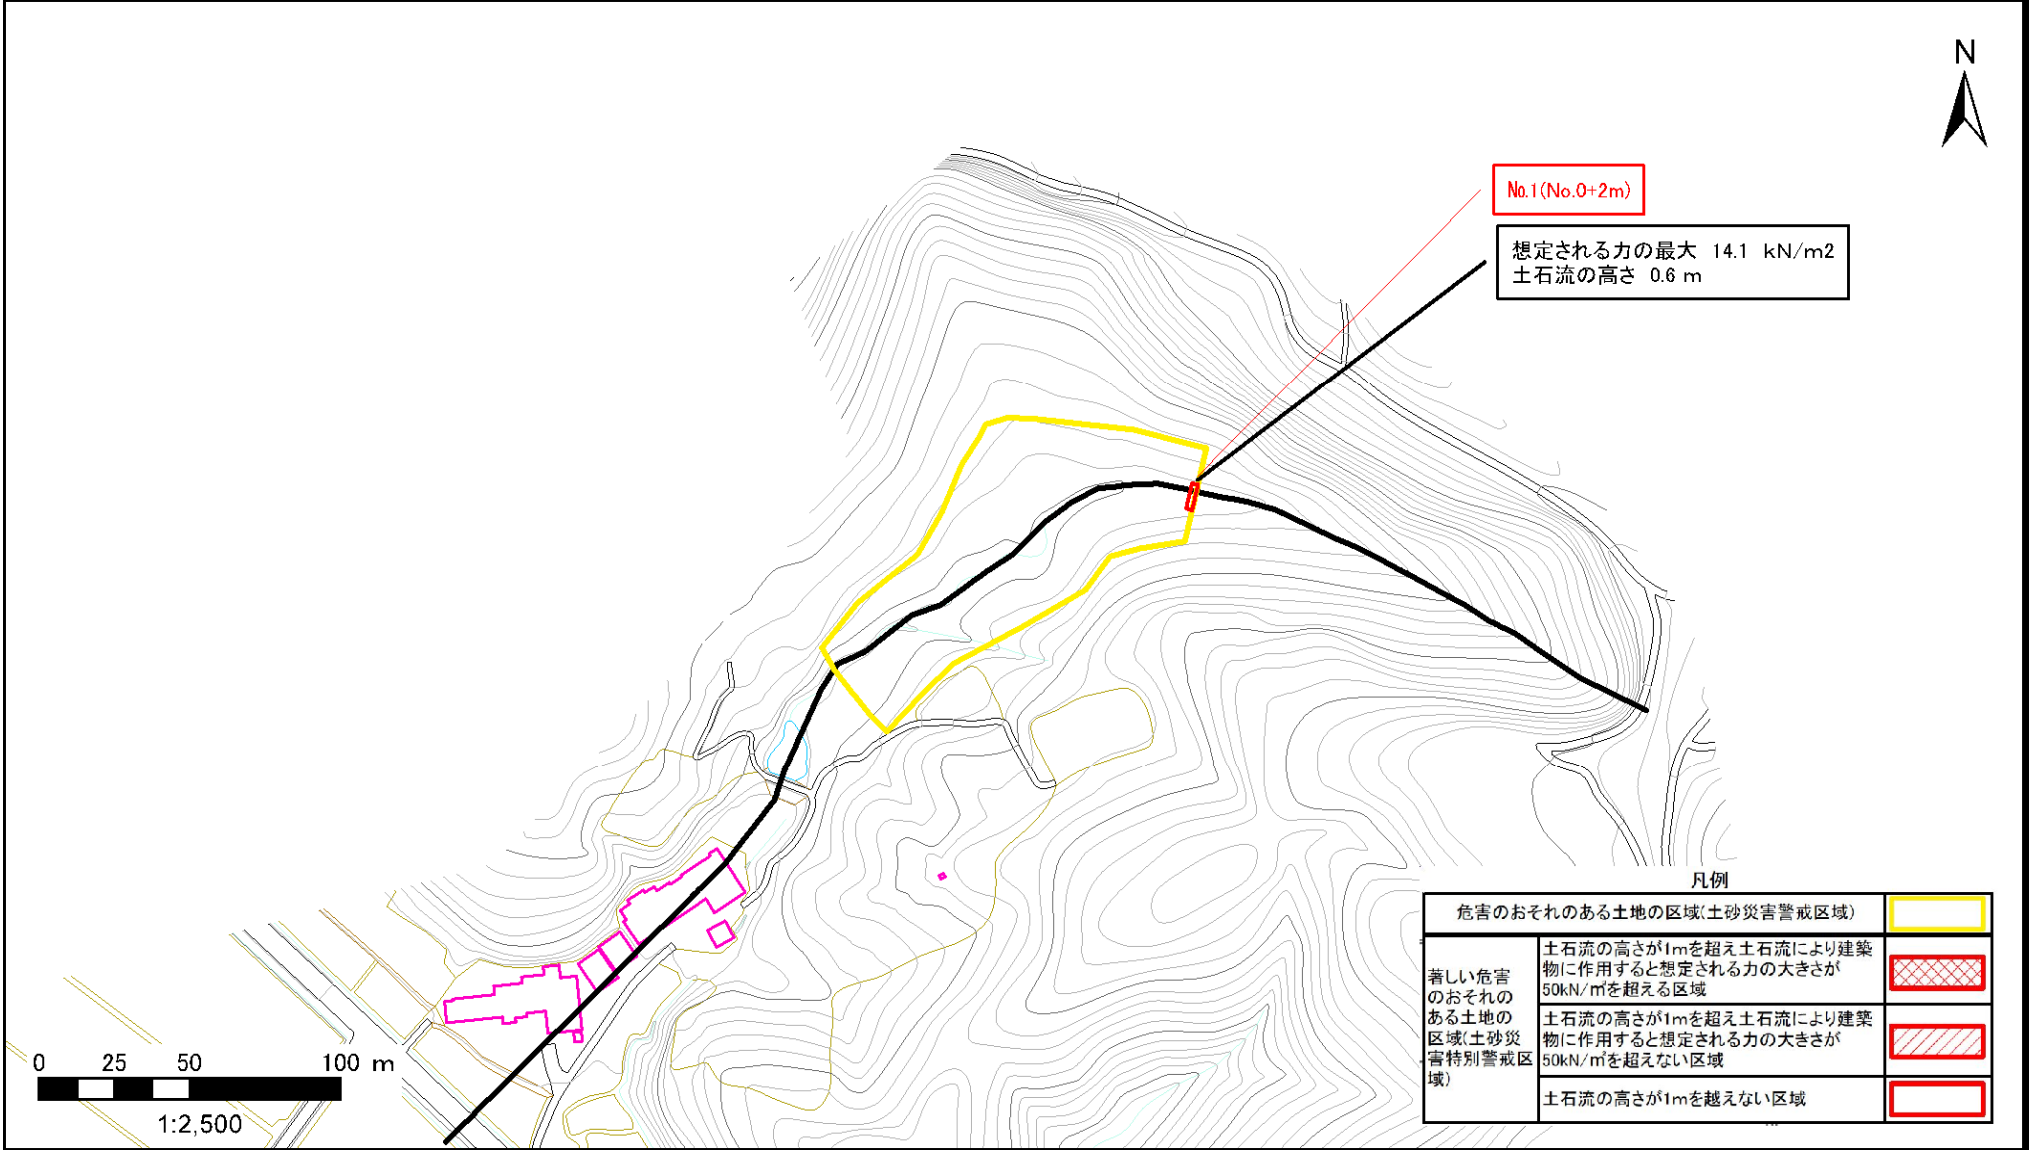 N
№1(No.0+2m)
想定される力の最大 14.1 kN/m2
土石流の高さ 0.6 m
凡例
危害のおそれのある土地の区域(土砂災害警戒区域)
著しい危害
のおそれの
ある土地の
区域(土砂災
害特別警戒区
域)
土石流の高さが1mを超え土石流により建築
物に作用すると想定される力の大きさが
50kN/㎡を超える区域
土石流の高さが1mを超え土石流により建築
物に作用すると想定される力の大きさが
50kN/㎡を超えない区域
土石流の高さが1mを越えない区域
0 25 50 100 m
1:2,500